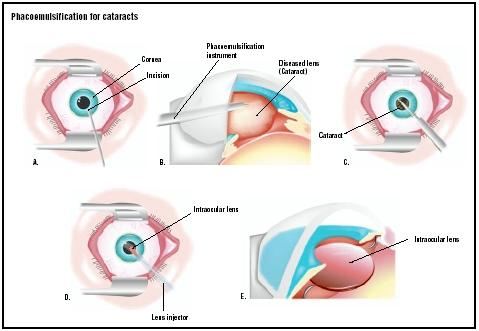 Phacoemulsification for cataracts
Cornea
Incision
A.
Phacoemulsification
instrument
Diseased lens
(Cataract)
B.
Cataract
C.
Intraocular lens
Lens injector
D.
Intraocular lens
E.